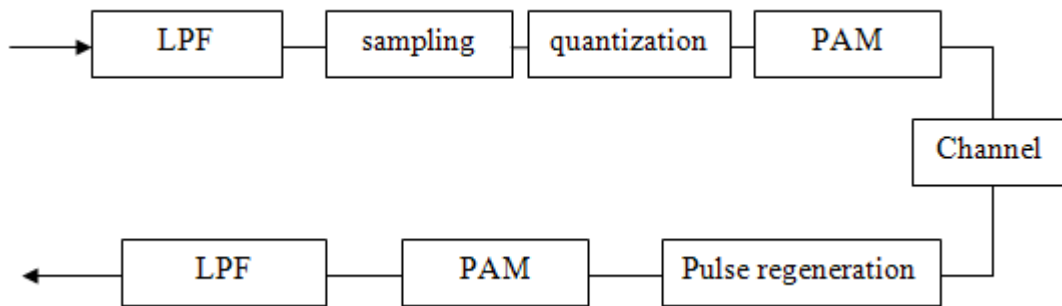 LPF
sampling
quantization
PAM
Channel
LPF
PAM
Pulse regeneration